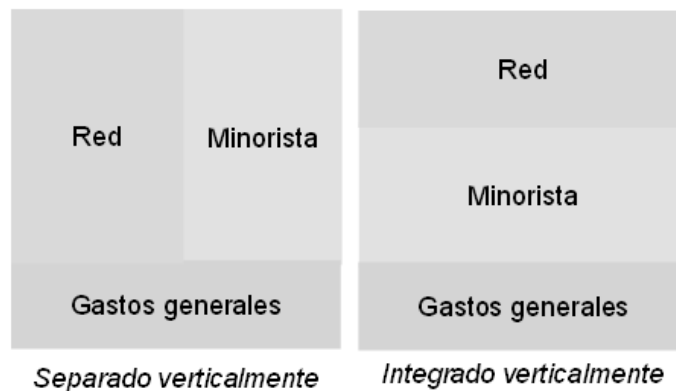 Red
Minorista
Gastos generales
Separado verticalmente
Red
Minorista
Gastos generales
Integrado verticalmente